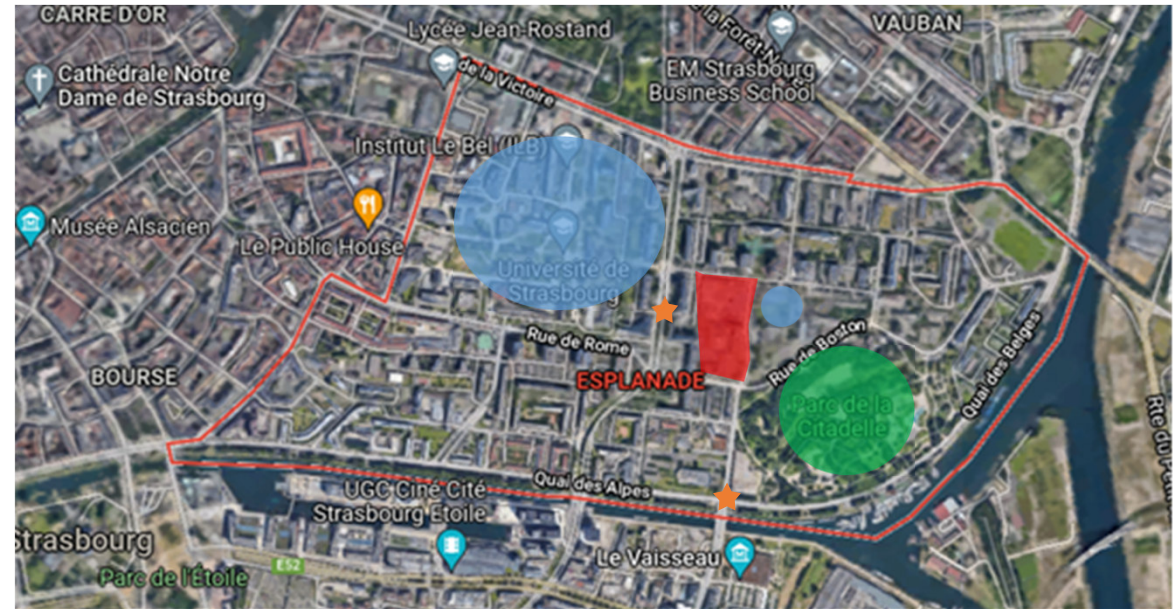 CARRE D'OR
Lycée Jean-Rostand
VAUBAN
Cathédrale Notre
Dame de Strasbourg
de la Victoire
EM Strasbourg
Business School
Institut Le Bel (ILB)
Musée Alsacien
Le Public House
Université de
Strasbourg
Rue de Rome
Rue de Boston
ESPLANADE
BOURSE
Quai des Belges
Parc de la
Citadelle
Quai des Alpes
UGC Ciné Cité
Strasbourg Etoile
Strasbourg
E52
Le Vaisseau
Parc de l'Étoile